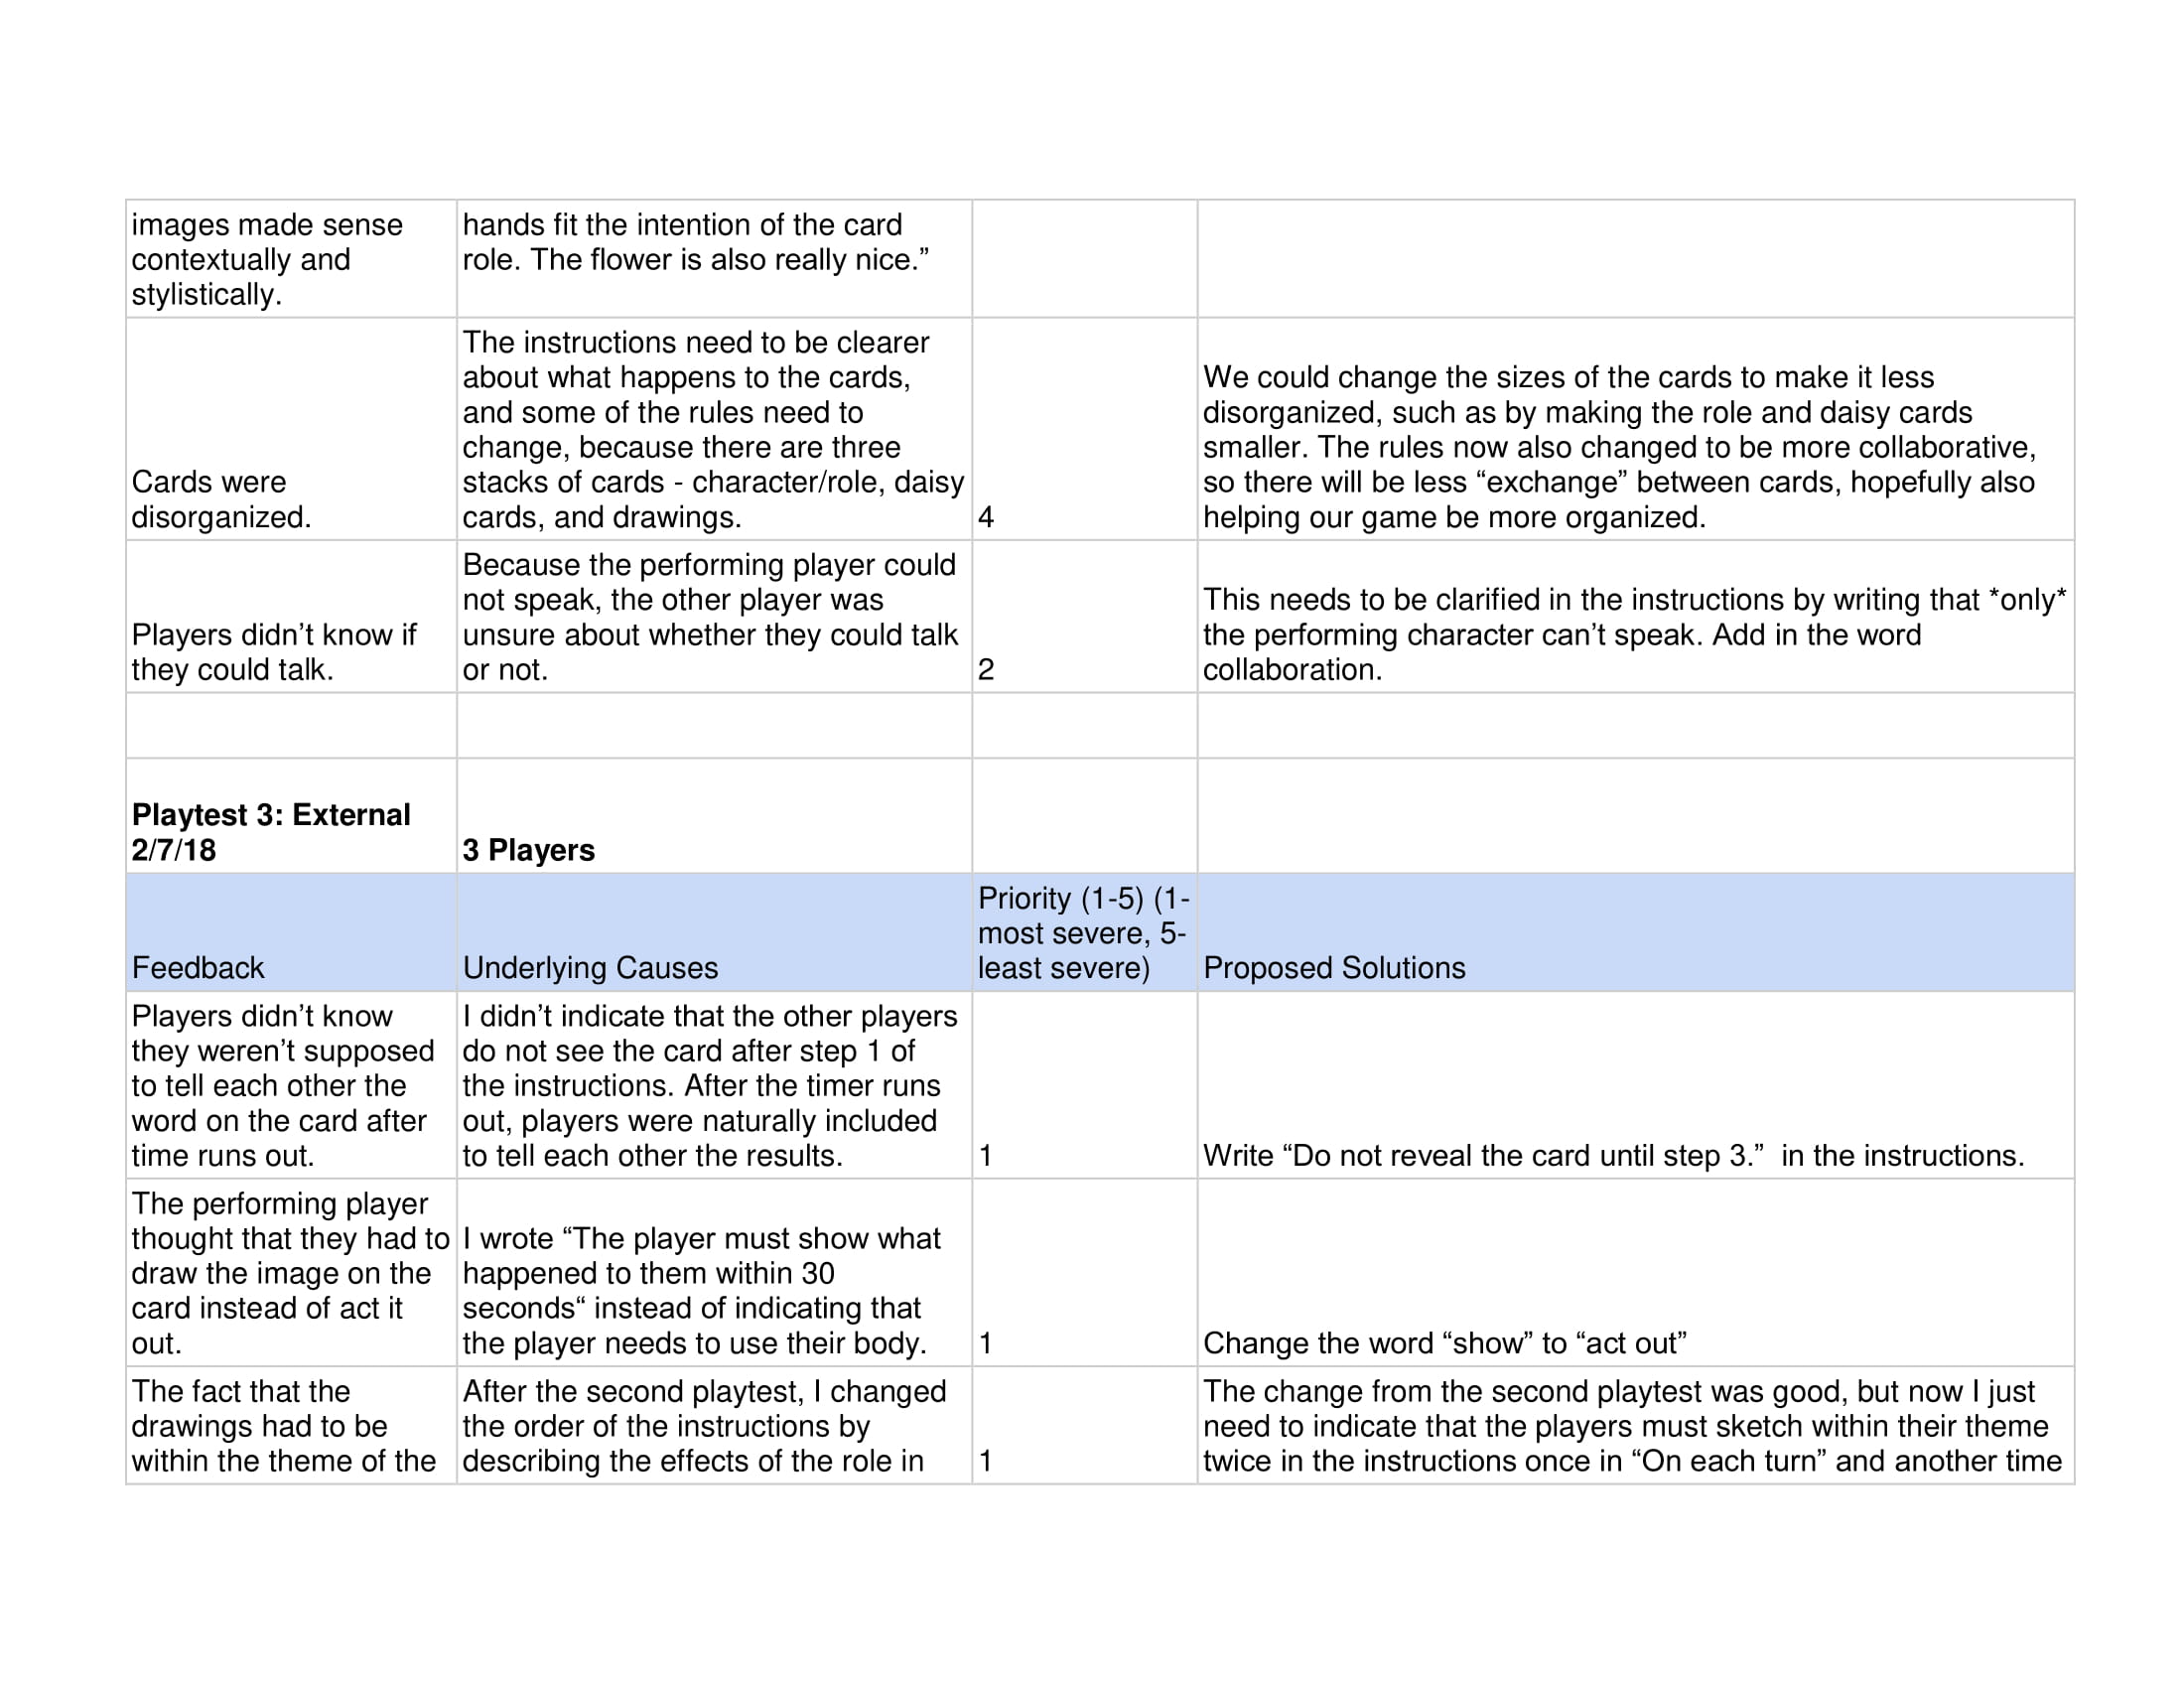 images made sense
contextually and
stylistically.
hands fit the intention of the card
role. The flower is also really nice.”
Cards were
disorganized.
The instructions need to be clearer
about what happens to the cards,
and some of the rules need to
change, because there are three
stacks of cards - character/role, daisy
cards, and drawings.
4
We could change the sizes of the cards to make it less
disorganized, such as by making the role and daisy cards
smaller. The rules now also changed to be more collaborative,
so there will be less “exchange” between cards, hopefully also
helping our game be more organized.
Players didn’t know if
they could talk.
Because the performing player could
not speak, the other player was
unsure about whether they could talk
or not.
2
This needs to be clarified in the instructions by writing that *only*
the performing character can’t speak. Add in the word
collaboration.
Playtest 3: External
2/7/18
3 Players
Feedback
Underlying Causes
Priority (1-5) (1-
most severe, 5-
least severe)
Proposed Solutions
Players didn’t know
they weren’t supposed
to tell each other the
word on the card after
time runs out.
I didn’t indicate that the other players
do not see the card after step 1 of
the instructions. After the timer runs
out, players were naturally included
to tell each other the results.
1
Write “Do not reveal the card until step 3.”  in the instructions.
The performing player
thought that they had to
draw the image on the
card instead of act it
out.
I wrote “The player must show what
happened to them within 30
seconds“ instead of indicating that
the player needs to use their body.
1
Change the word “show” to “act out”
The fact that the
drawings had to be
within the theme of the
After the second playtest, I changed
the order of the instructions by
describing the effects of the role in
1
The change from the second playtest was good, but now I just
need to indicate that the players must sketch within their theme
twice in the instructions once in “On each turn” and another time